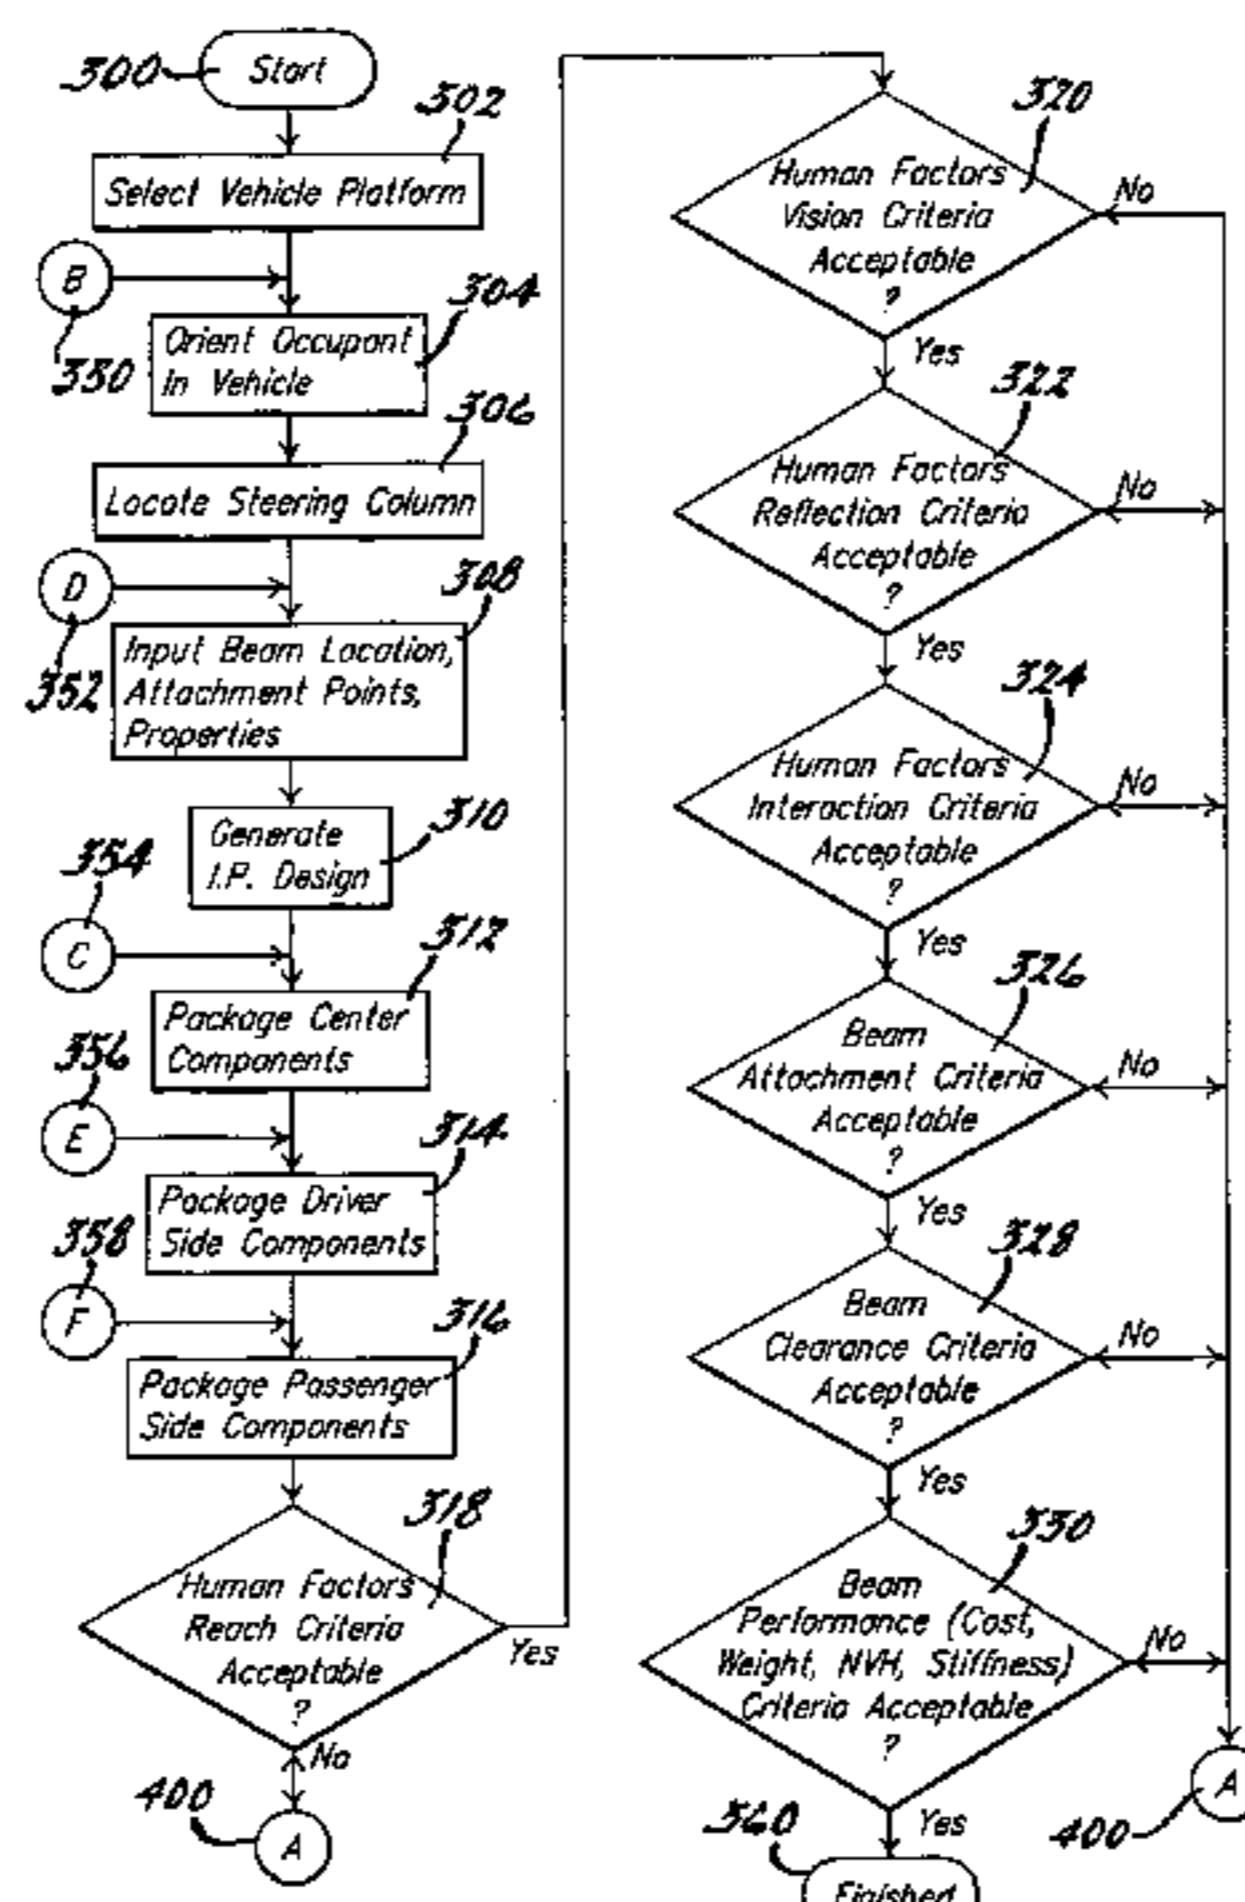 300
Start
302
Select Vehicle Platform
B
350
304
Orient Occupant
In Vehicle
306
Locate Steering Column
D
352
308
Input Beam Location,
Attachment Points,
Properties
310
Generate
I.P. Design
354
C
312
Package Center
Components
356
E
314
Package Driver
Side Components
358
F
316
Package Passenger
Side Components
318
Human Factors
Reach Criteria
Acceptable
?
Yes
No
400
A
320
Human Factors
Vision Criteria
Acceptable
?
No
Yes
322
Human Factors
Reflection Criteria
Acceptable
?
No
Yes
324
Human Factors
Interaction Criteria
Acceptable
?
No
Yes
326
Beam
Attachment Criteria
Acceptable
?
No
Yes
328
Beam
Clearance Criteria
Acceptable
?
No
Yes
330
Beam
Performance (Cost,
Weight, NVH, Stiffness)
Criteria Acceptable
?
No
Yes
A
400
360
Finished